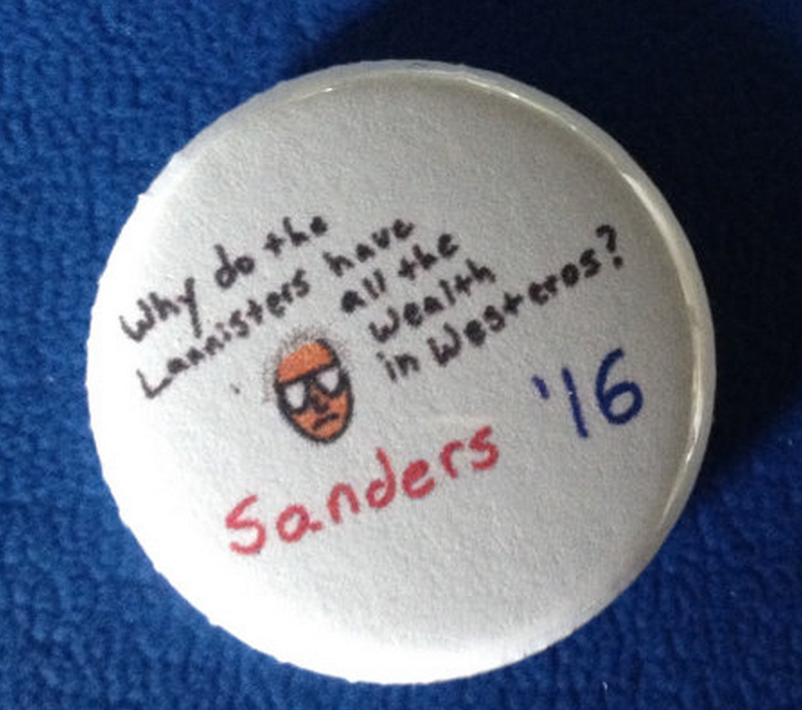 Why do the
Lannisters have
all the
wealth
in Westeros?
Sanders '16